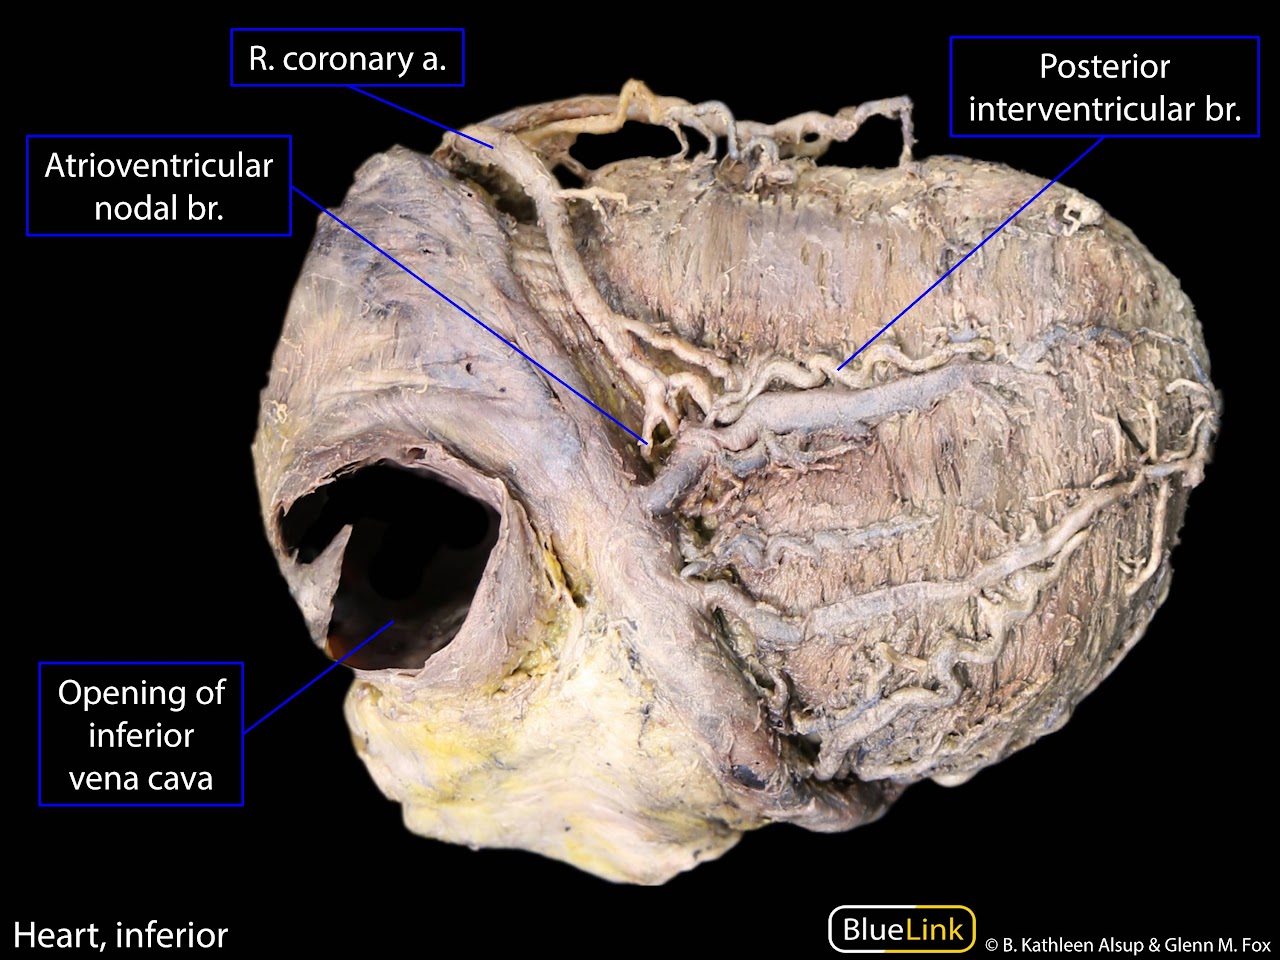 R. coronary a.
Posterior
interventricular br.
Atrioventricular
nodal br.
Opening of
inferior
vena cava
Heart, inferior
BlueLink
© B. Kathleen Alsup & Glenn M. Fox